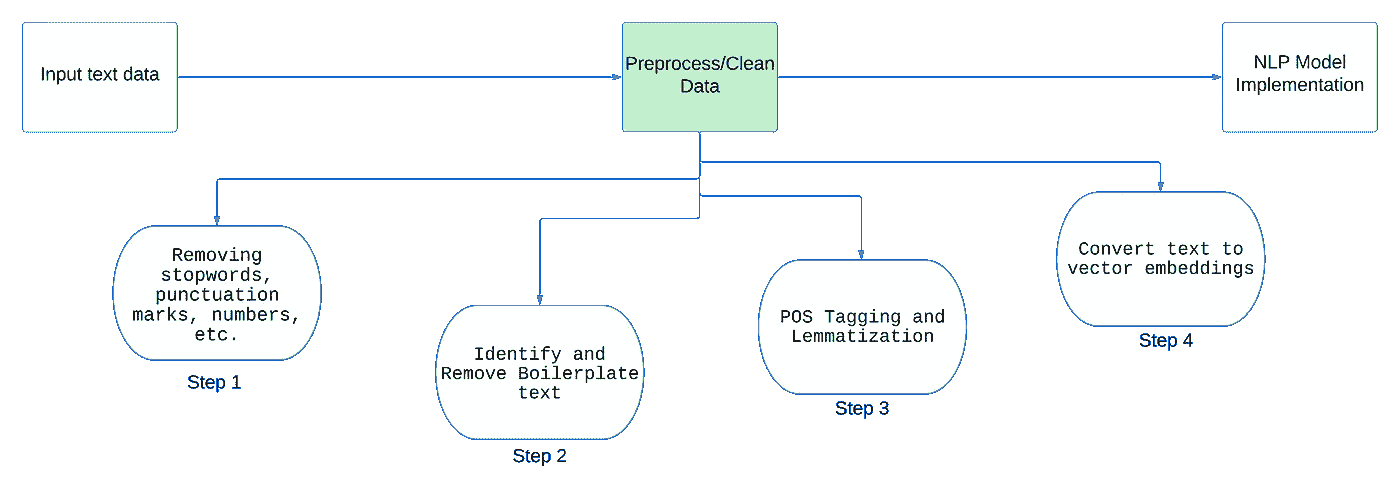 Input text data
Preprocess/Clean
Data
NLP Model
Implementation
Removing
stopwords,
punctuation
marks, numbers,
etc.
Step 1
Identify and
Remove Boilerplate
text
Step 2
POS Tagging and
Lemmatization
Step 3
Convert text to
vector embeddings
Step 4